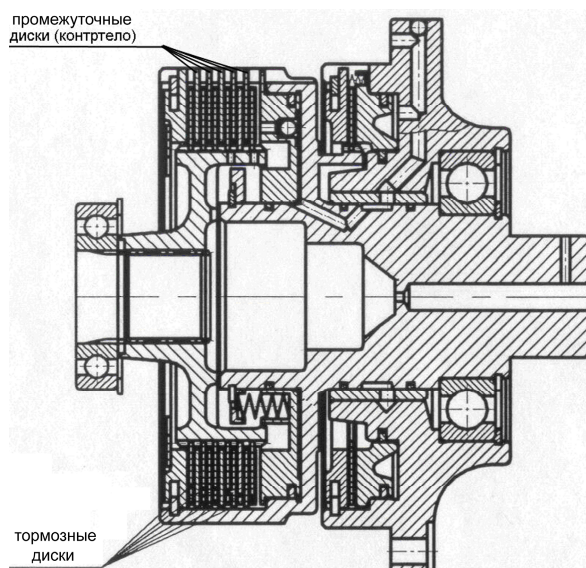 промежуточные
диски (контртело)
тормозные
диски